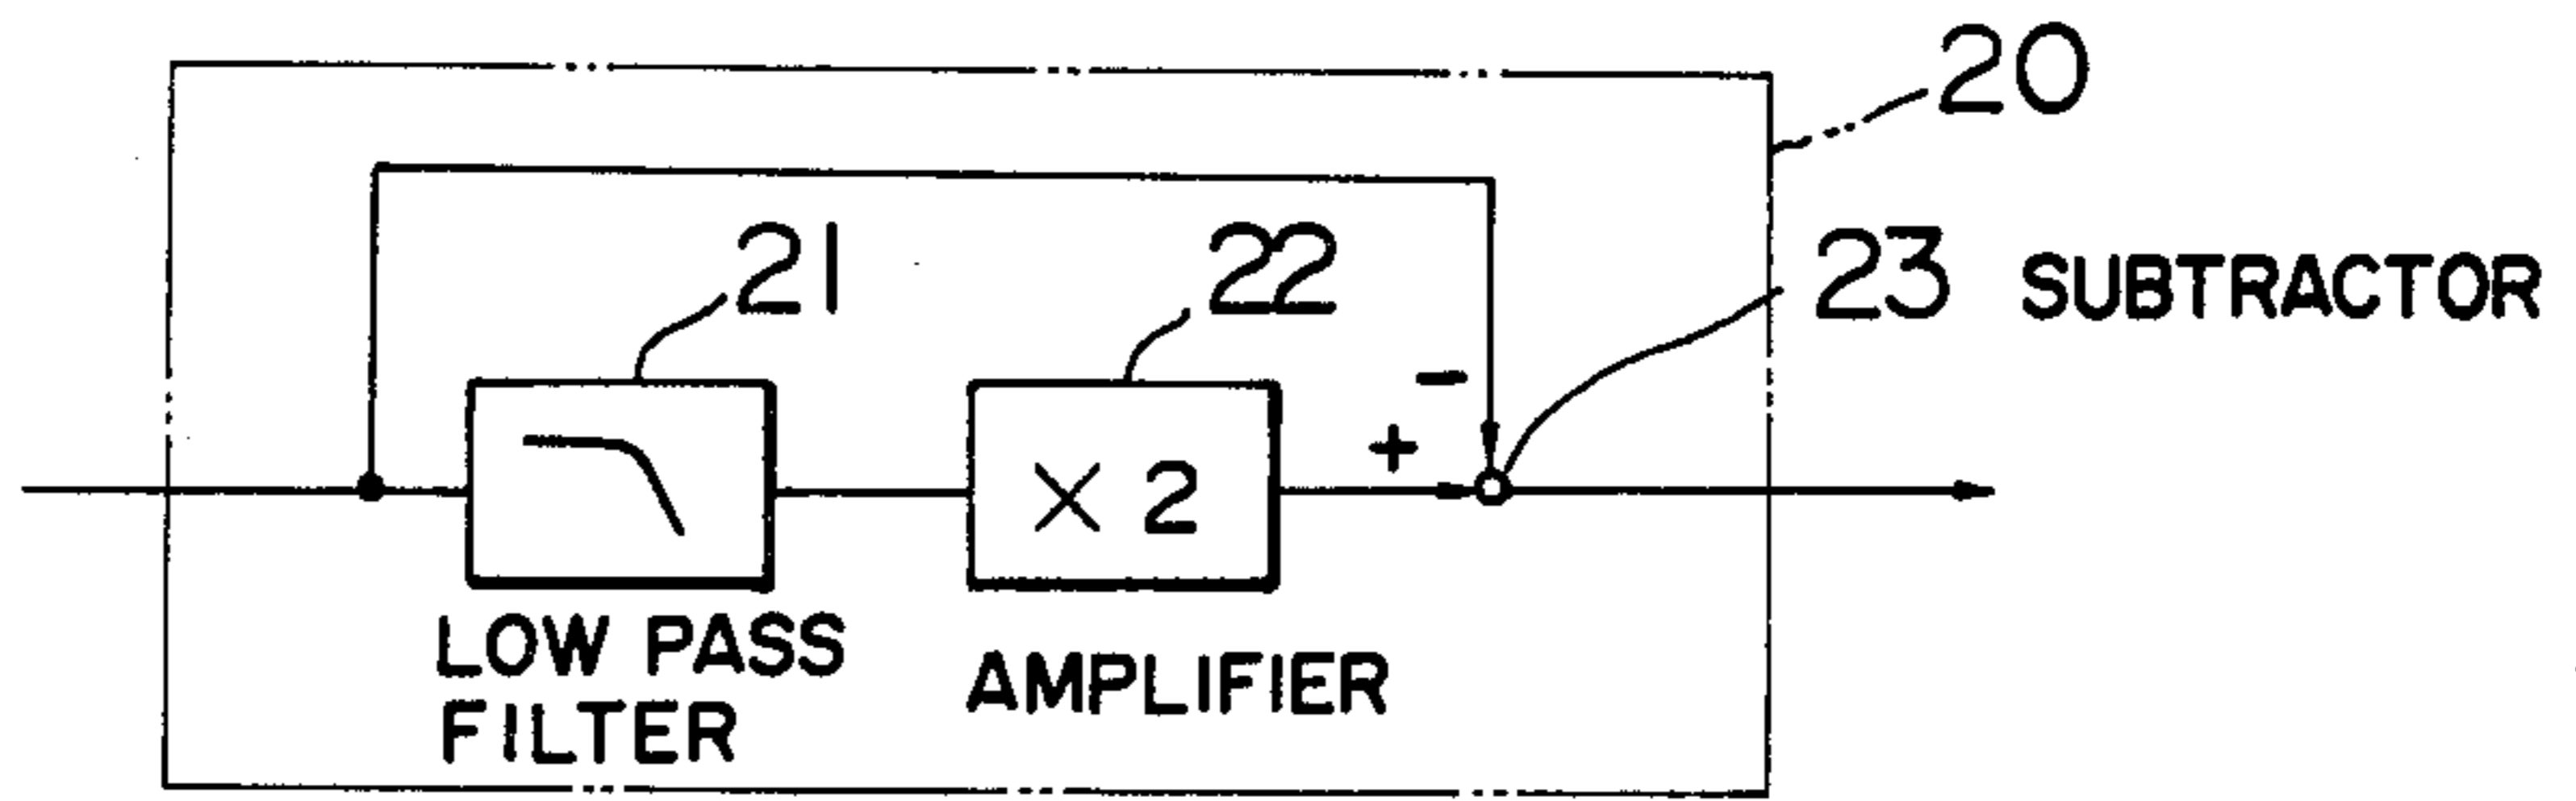 20
21
22
23 SUBTRACTOR
−
+
× 2
LOW PASS
FILTER
AMPLIFIER